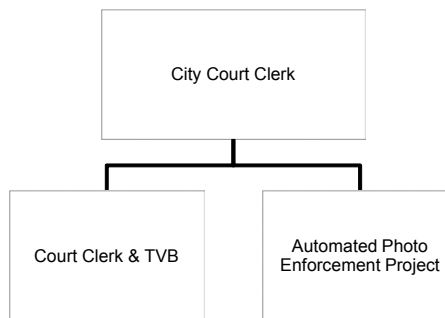 City Court Clerk
Court Clerk & TVB
Automated Photo
Enforcement Project